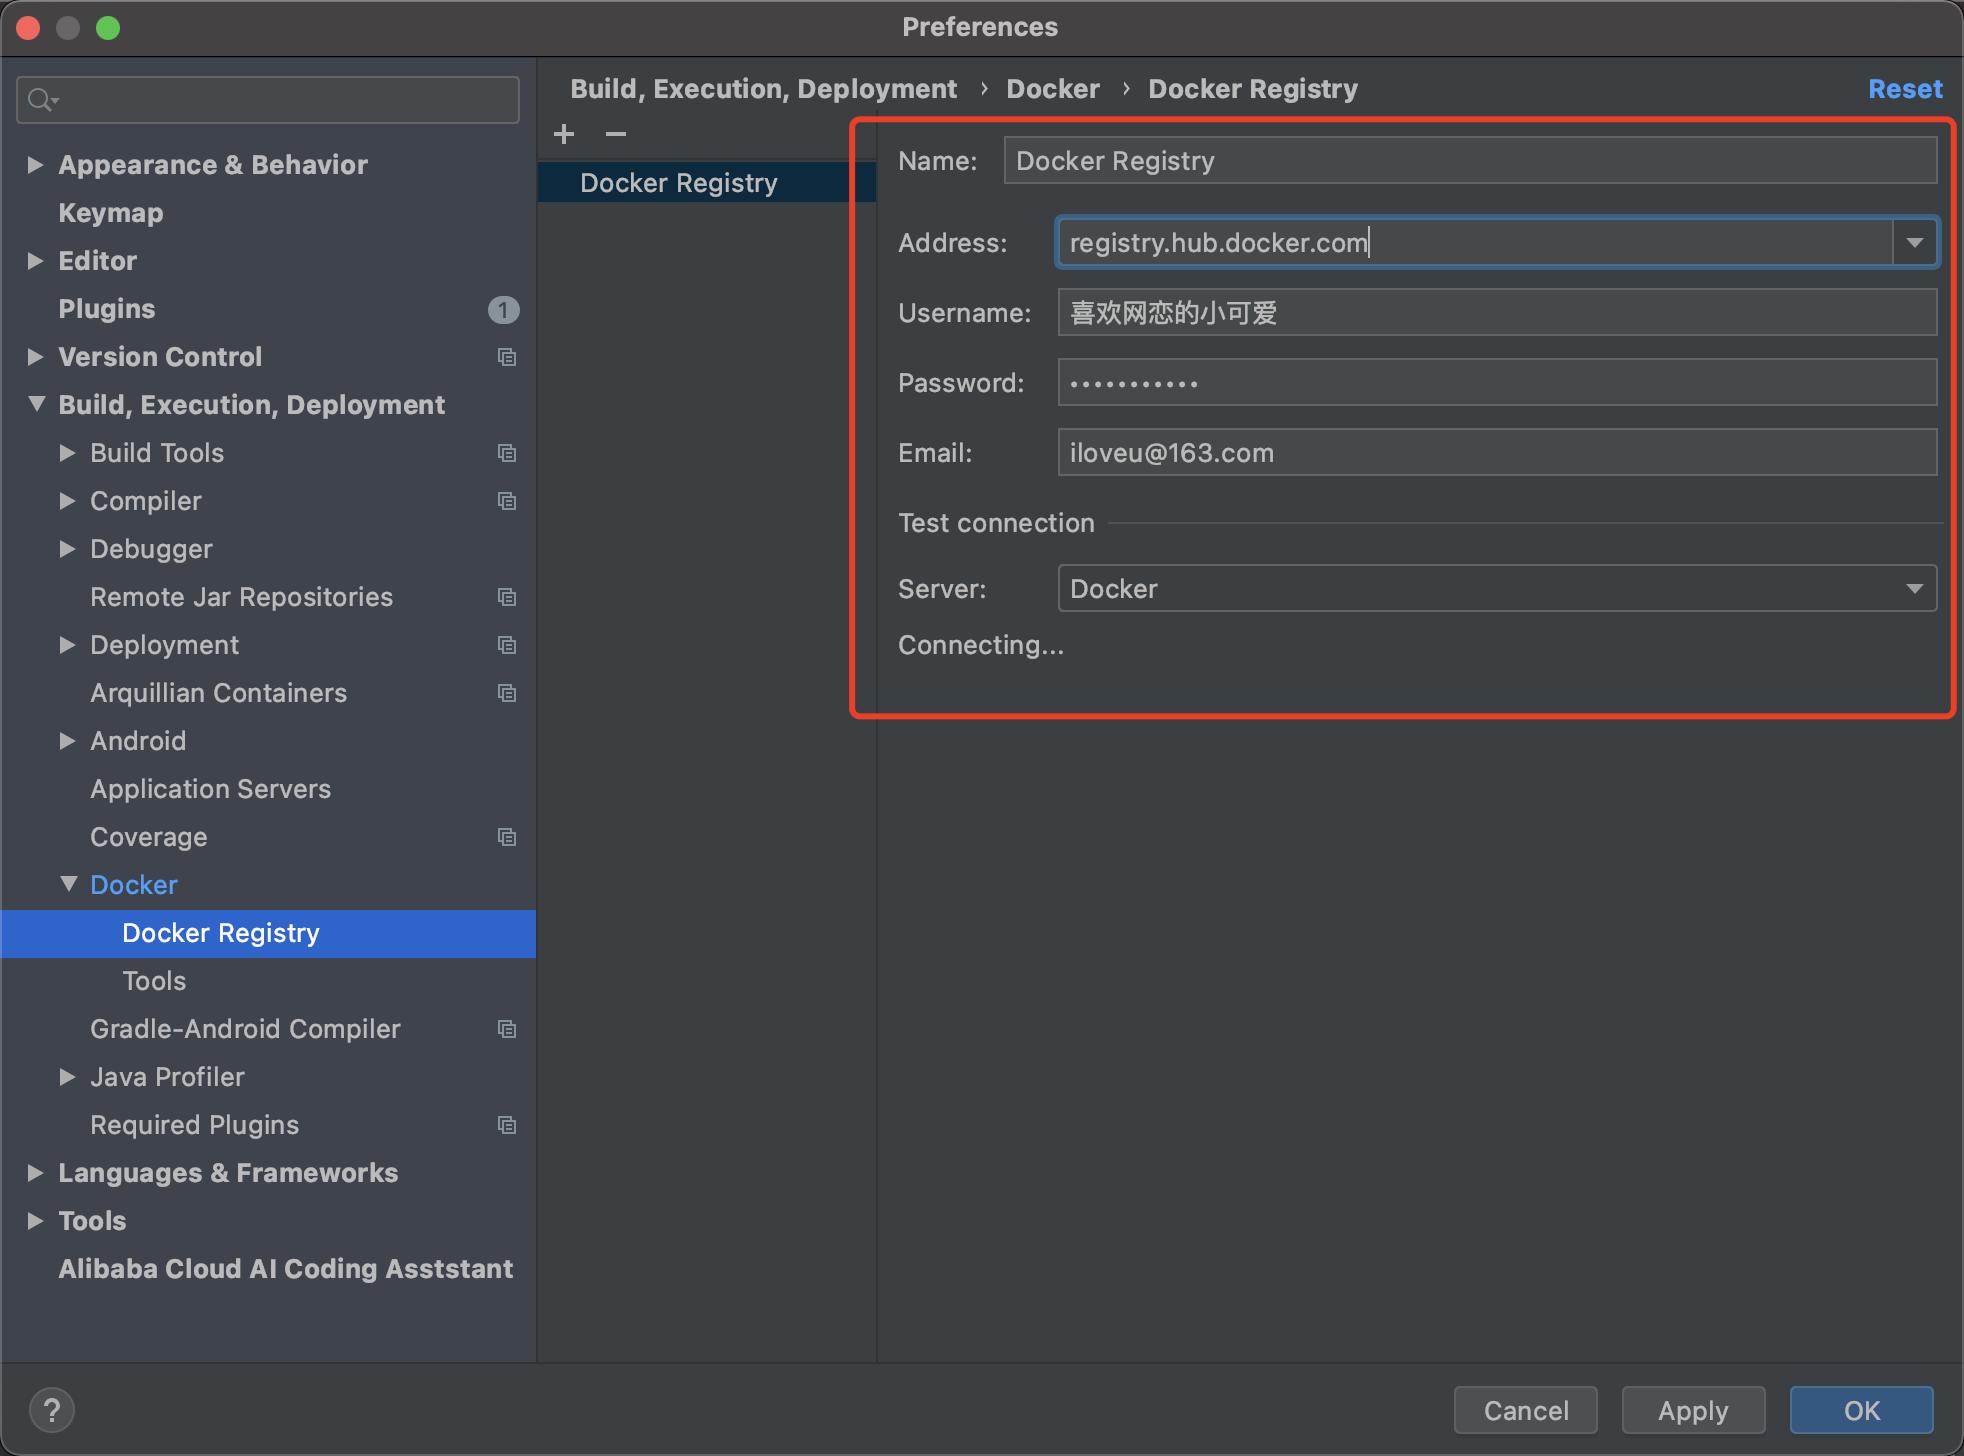 Preferences
Build, Execution, Deployment › Docker › Docker Registry
Reset
Appearance & Behavior
Keymap
Editor
Plugins 1
Version Control
Build, Execution, Deployment
Build Tools
Compiler
Debugger
Remote Jar Repositories
Deployment
Arquillian Containers
Android
Application Servers
Coverage
Docker
Docker Registry
Tools
Gradle-Android Compiler
Java Profiler
Required Plugins
Languages & Frameworks
Tools
Alibaba Cloud AI Coding Asststant
Docker Registry
Name: Docker Registry
Address: registry.hub.docker.com
Username: 喜欢网恋的小可爱
Password: •••••••••••
Email: iloveu@163.com
Test connection
Server: Docker
Connecting...
?
Cancel
Apply
OK